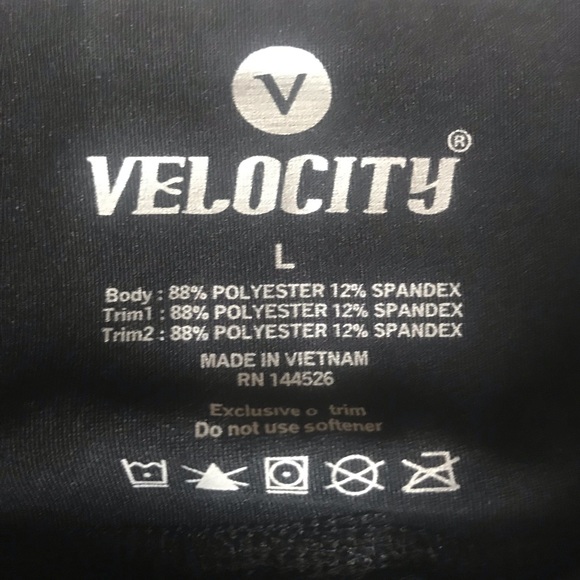 V
VELOCITY®
L
Body : 88% POLYESTER 12% SPANDEX
Trim1 : 88% POLYESTER 12% SPANDEX
Trim2 : 88% POLYESTER 12% SPANDEX
MADE IN VIETNAM
RN 144526
Exclusive o trim
Do not use softener